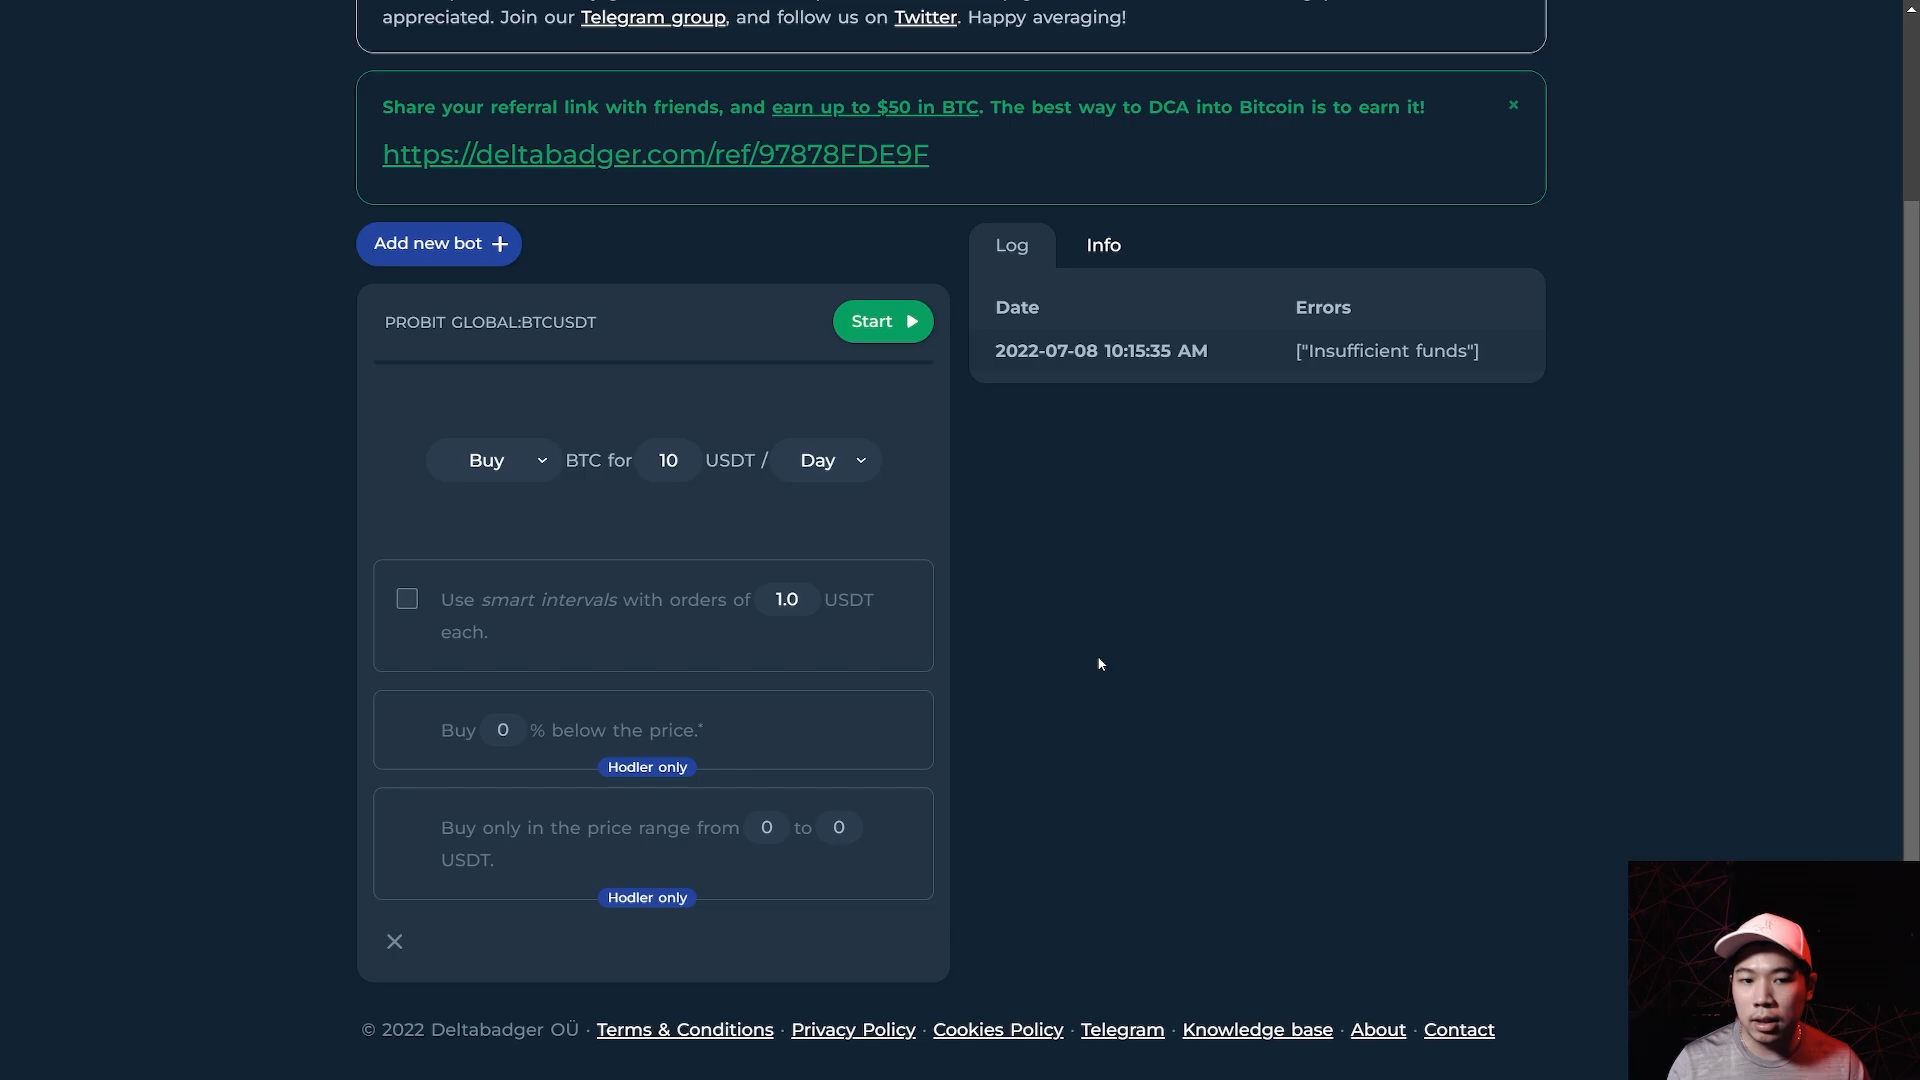 appreciated. Join our Telegram group, and follow us on Twitter. Happy averaging!
Share your referral link with friends, and earn up to $50 in BTC. The best way to DCA into Bitcoin is to earn it!
×
https://deltabadger.com/ref/97878FDE9F
Add new bot +
Log
Info
PROBIT GLOBAL:BTCUSDT
Start
Date
Errors
2022-07-08 10:15:35 AM
["Insufficient funds"]
Buy BTC for 10 USDT / Day
Use smart intervals with orders of 1.0 USDT
each.
Buy 0 % below the price.*
Hodler only
Buy only in the price range from 0 to 0
USDT.
Hodler only
© 2022 Deltabadger OÜ · Terms & Conditions · Privacy Policy · Cookies Policy · Telegram · Knowledge base · About · Contact